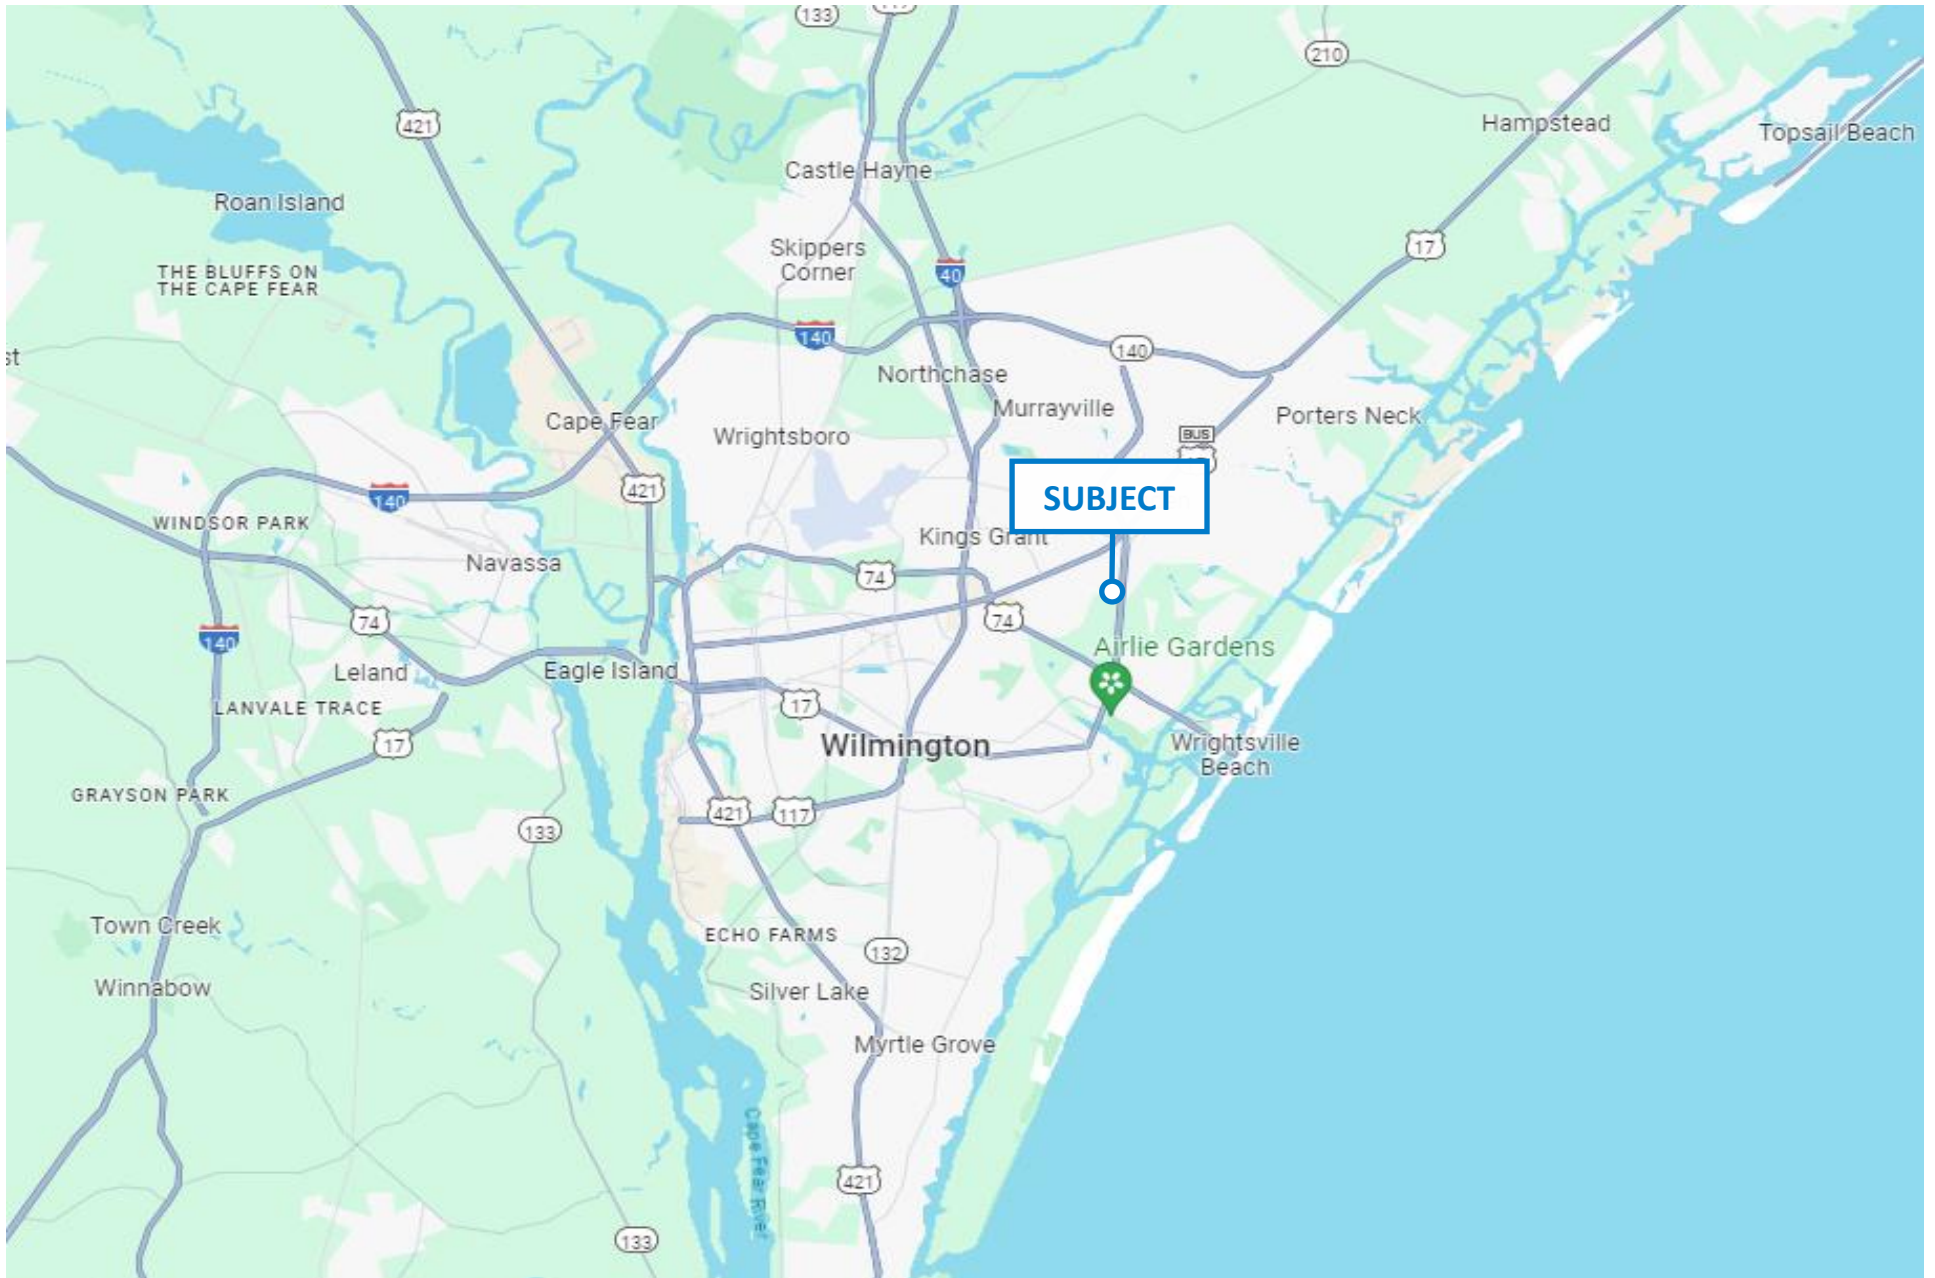 133
117
210
421
Hampstead
Topsail Beach
Castle Hayne
Roan Island
Skippers
Corner
17
THE BLUFFS ON
THE CAPE FEAR
40
140
140
st
Northchase
Murrayville
Cape Fear
Wrightsboro
Porters Neck
BUS
421
140
SUBJECT
WINDSOR PARK
Kings Grant
Navassa
74
74
74
140
Airlie Gardens
Leland
Eagle Island
LANVALE TRACE
17
17
Wilmington
Wrightsville
Beach
GRAYSON PARK
421
117
133
Town Creek
ECHO FARMS
132
Winnabow
Silver Lake
Myrtle Grove
Cape Fear River
421
133